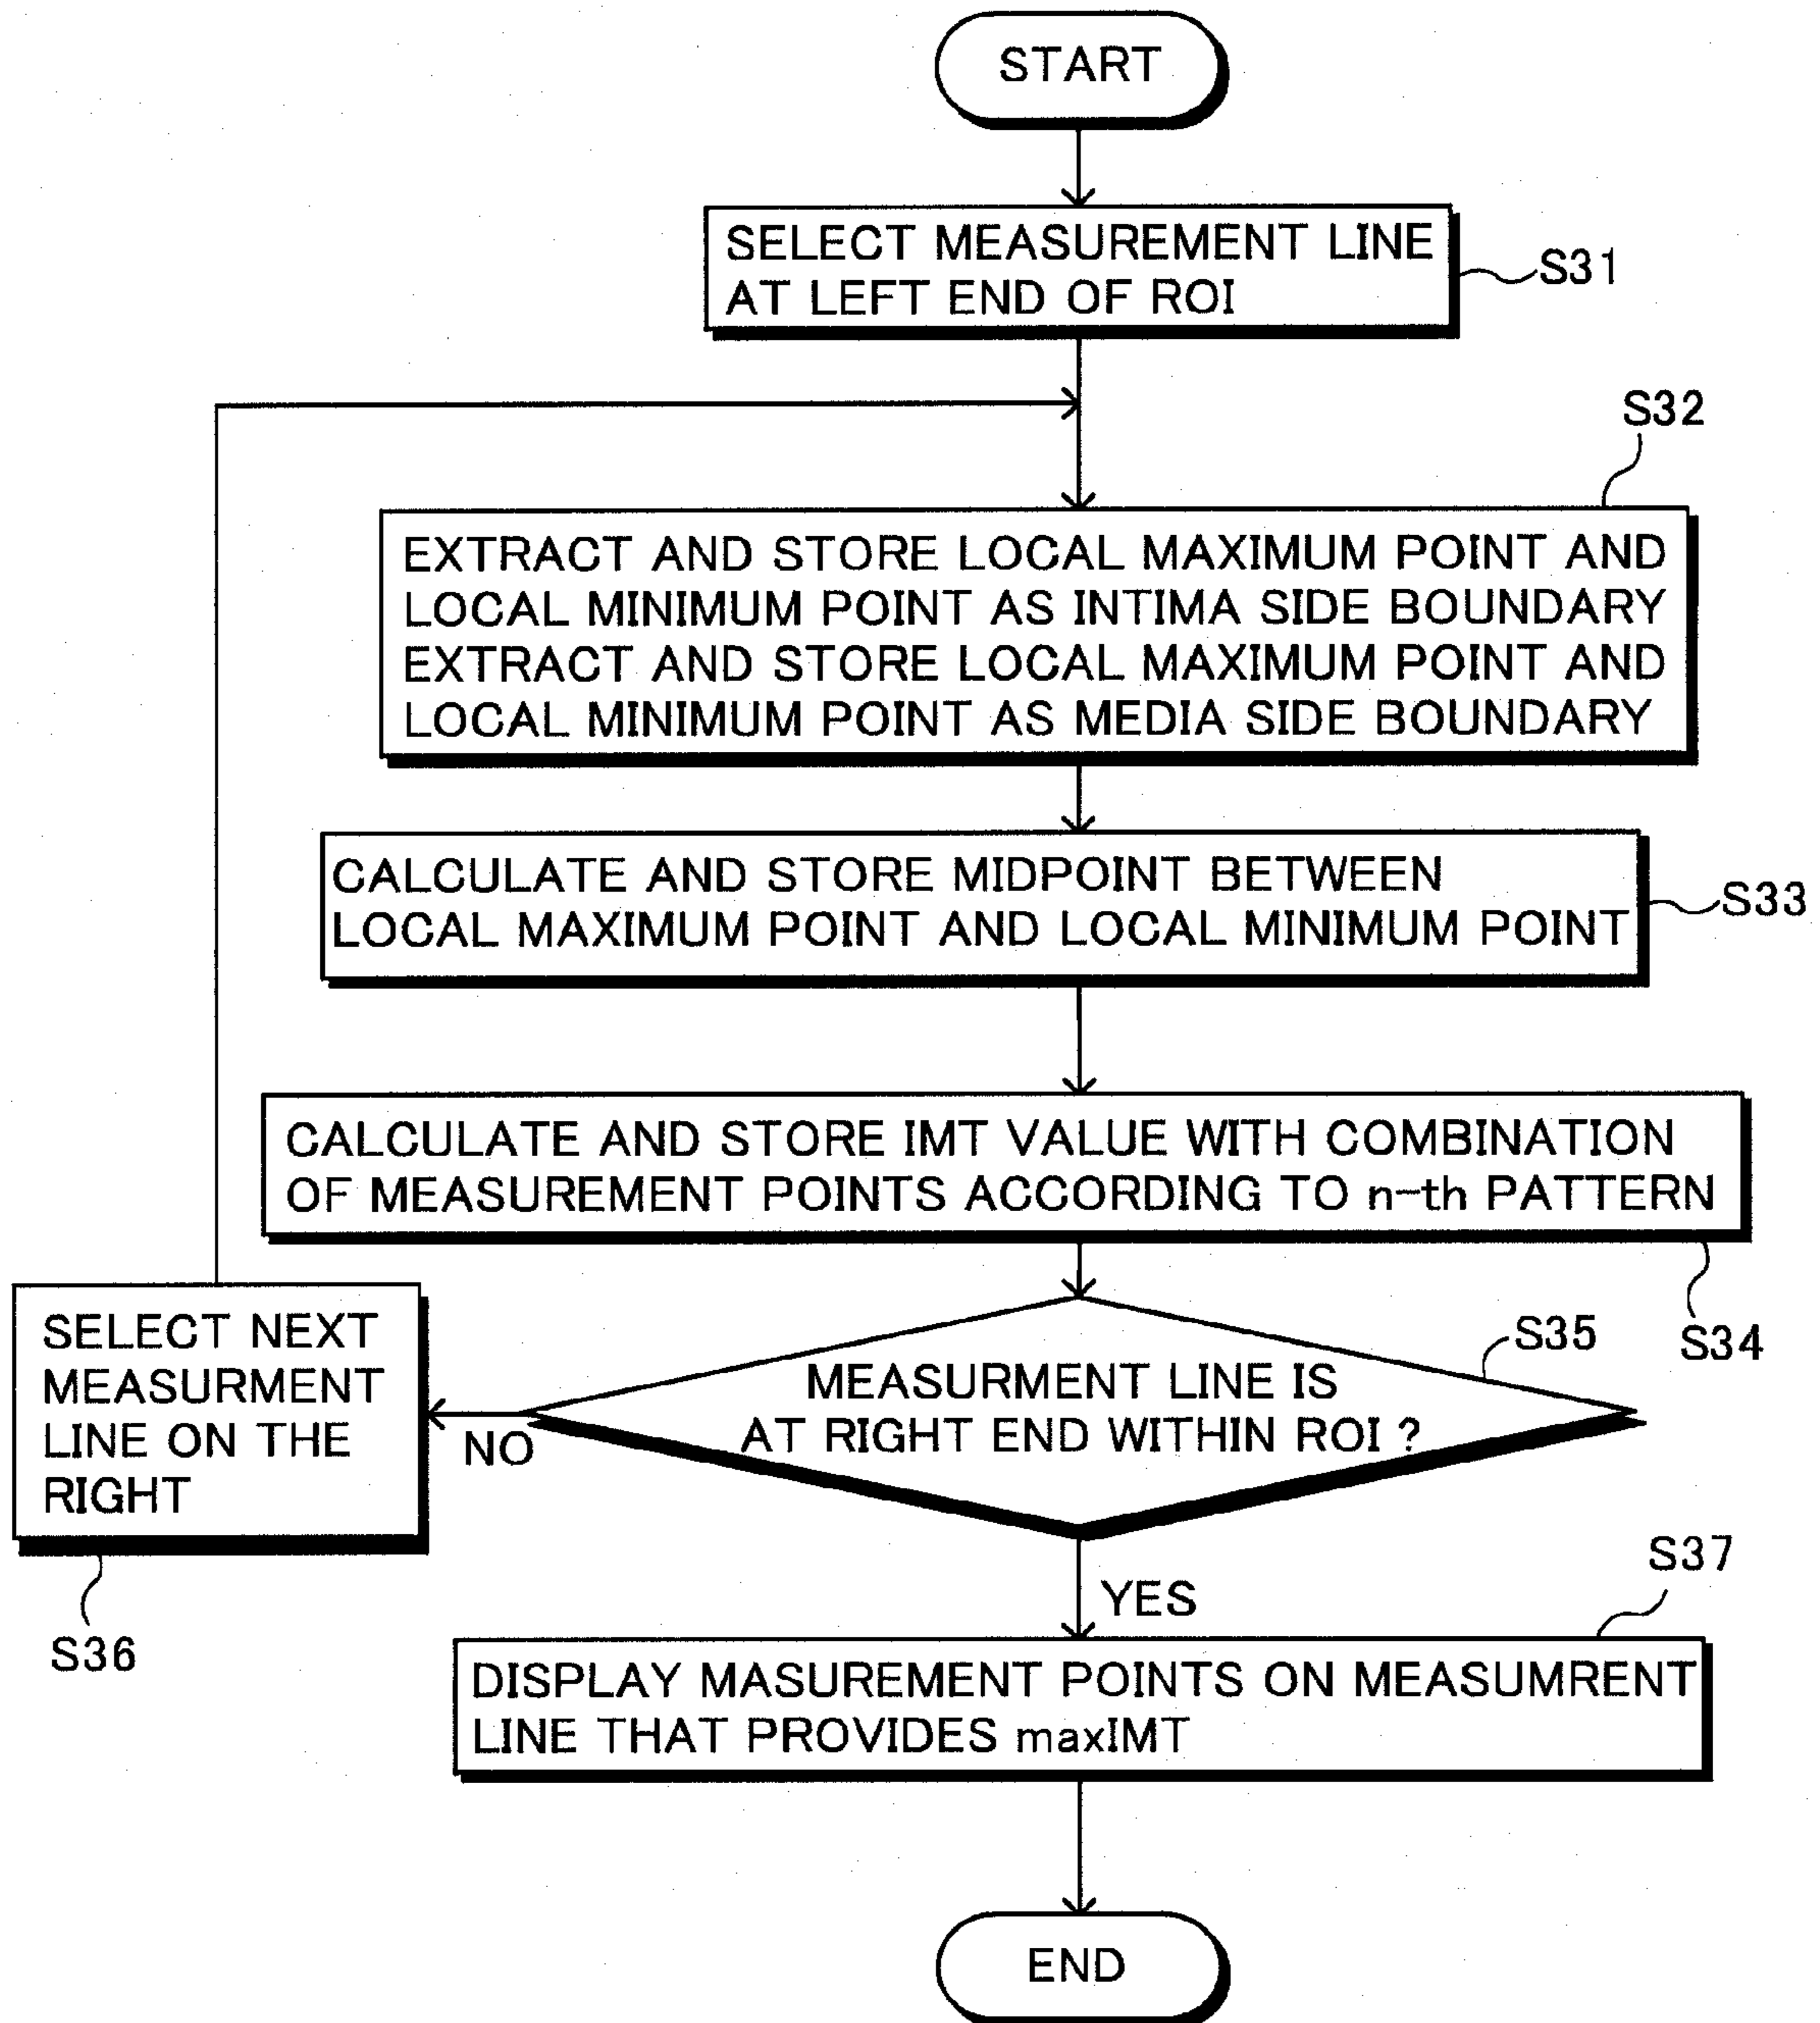 START
SELECT MEASUREMENT LINE
AT LEFT END OF ROI
S31
S32
EXTRACT AND STORE LOCAL MAXIMUM POINT AND
LOCAL MINIMUM POINT AS INTIMA SIDE BOUNDARY
EXTRACT AND STORE LOCAL MAXIMUM POINT AND
LOCAL MINIMUM POINT AS MEDIA SIDE BOUNDARY
CALCULATE AND STORE MIDPOINT BETWEEN
LOCAL MAXIMUM POINT AND LOCAL MINIMUM POINT
S33
CALCULATE AND STORE IMT VALUE WITH COMBINATION
OF MEASUREMENT POINTS ACCORDING TO n-th PATTERN
S34
S35
MEASURMENT LINE IS
AT RIGHT END WITHIN ROI ?
NO
SELECT NEXT
MEASURMENT
LINE ON THE
RIGHT
S36
YES
S37
DISPLAY MASUREMENT POINTS ON MEASUMRENT
LINE THAT PROVIDES maxIMT
END